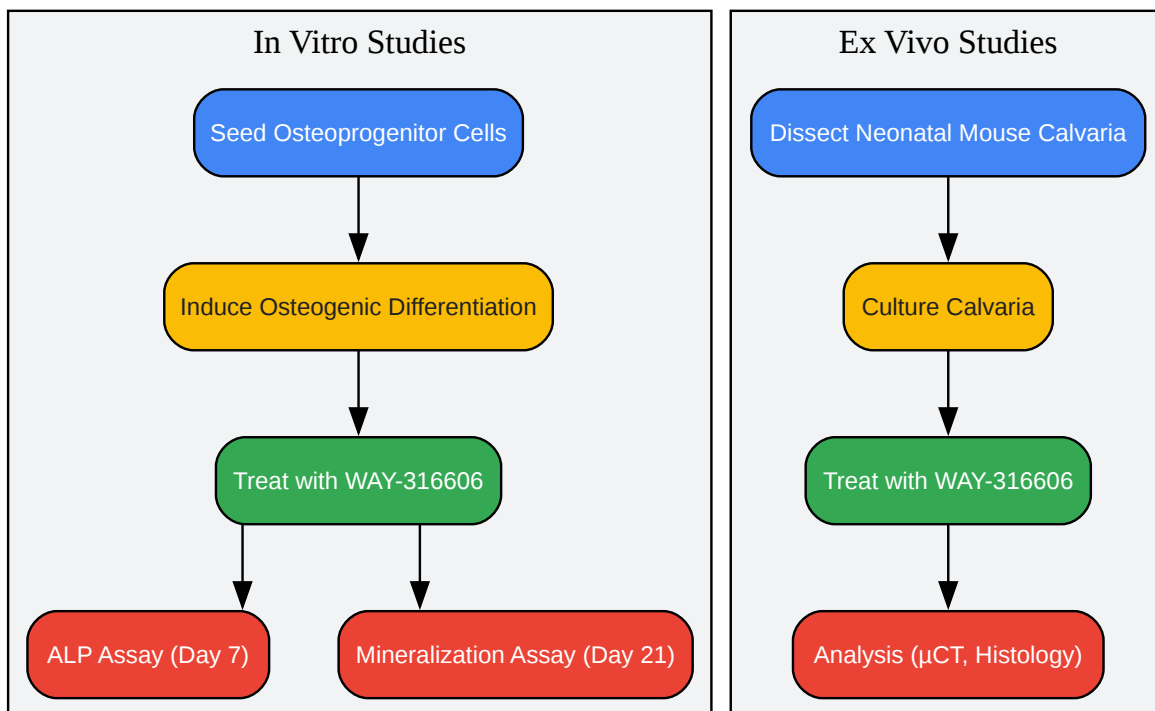 In Vitro Studies
Seed Osteoprogenitor Cells
Induce Osteogenic Differentiation
Treat with WAY-316606
ALP Assay (Day 7)
Mineralization Assay (Day 21)
Ex Vivo Studies
Dissect Neonatal Mouse Calvaria
Culture Calvaria
Treat with WAY-316606
Analysis (µCT, Histology)